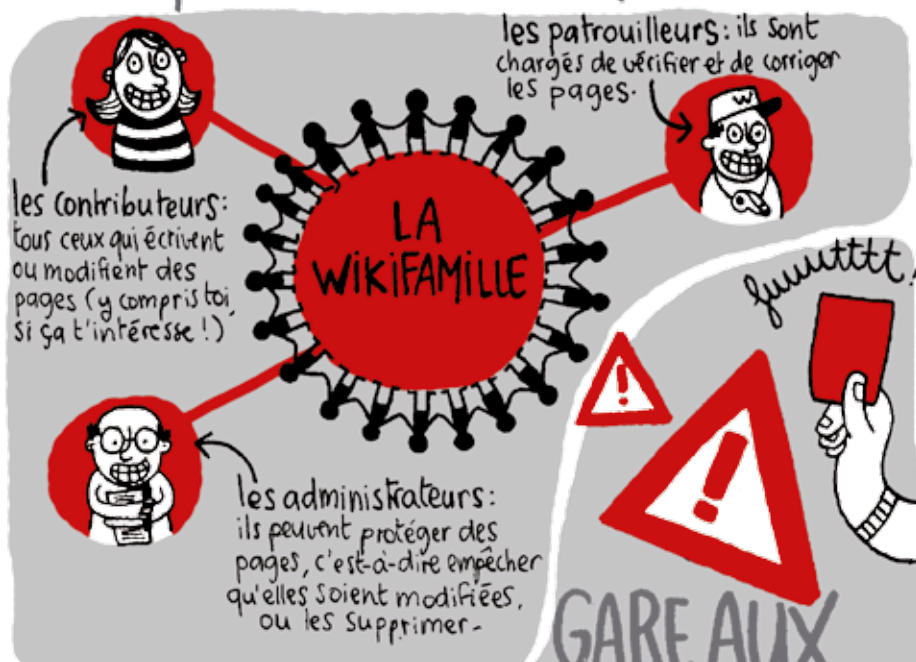 les patrouilleurs: ils sont
chargés de vérifier et de corriger
les pages.
W
les contributeurs:
tous ceux qui écrivent
ou modifient des
pages (y compris toi,
si ça t'intéresse !)
LA
WIKIFAMILLE
les administrateurs:
ils peuvent protéger des
pages, c'est-à-dire empêcher
qu'elles soient modifiées,
ou les supprimer.
fuuutttt!
!
!
GARE AUX